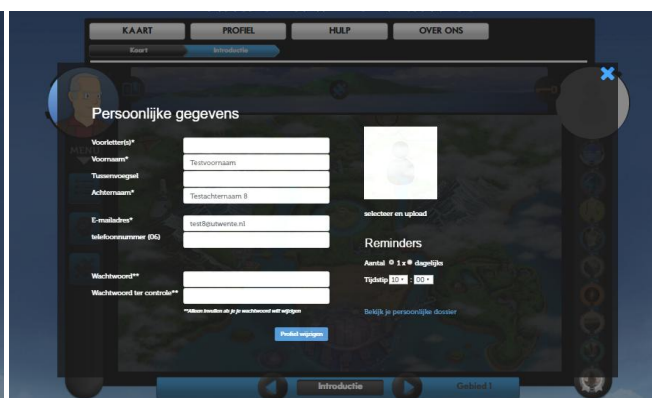 KAART PROFIEL HULP OVER ONS
Kaart Introductie
Persoonlijke gegevens
Voorletter(s)*
MENU
Voornaam* Testvoornaam
Tussenvoegsel
Achternaam* Testachternaam 8
E-mailadres* test8@utwente.nl
telefoonnummer (06)
Wachtwoord**
Wachtwoord ter controle**
**Alleen invullen als je je wachtwoord wilt wijzigen
Profiel wijzigen
selecteer en upload
Reminders
Aantal 1 x dagelijks
Tijdstip 10 : 00
Bekijk je persoonlijke dossier
Introductie Gebied 1